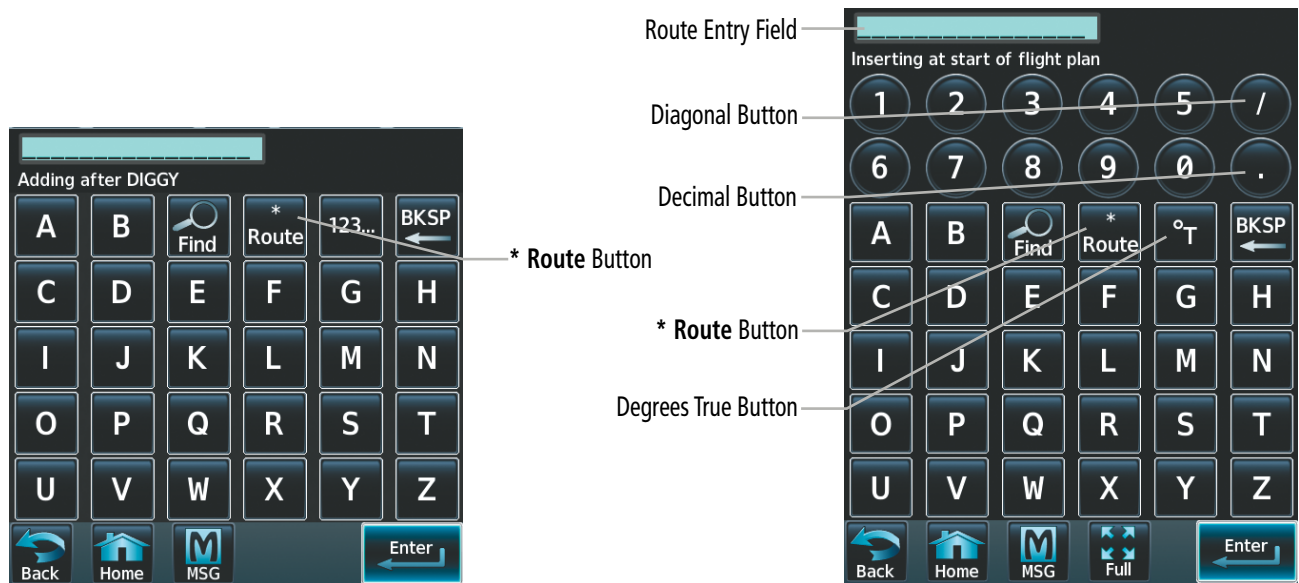 Adding after DIGGY
A B Find * Route 123... BKSP
C D E F G H
I J K L M N
O P Q R S T
U V W X Y Z
Back Home MSG Enter
* Route Button
Route Entry Field
Diagonal Button
Decimal Button
* Route Button
Degrees True Button
Inserting at start of flight plan
1 2 3 4 5 /
6 7 8 9 0 .
A B Find * Route °T BKSP
C D E F G H
I J K L M N
O P Q R S T
U V W X Y Z
Back Home MSG Full Enter